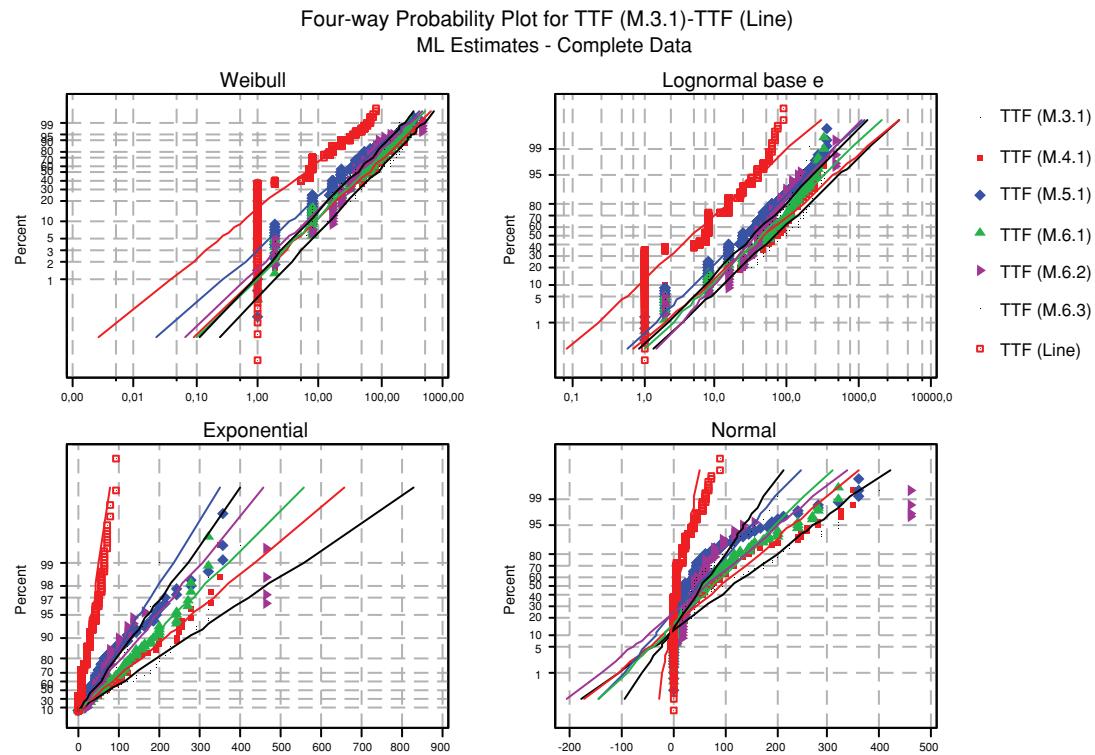 Four-way Probability Plot for TTF (M.3.1)-TTF (Line)
ML Estimates - Complete Data
Weibull
Percent
99
95
90
80
70
60
50
40
30
20
10
5
3
2
1
0,00 0,10 1,00 10,00 100,00 1000,00
Lognormal base e
Percent
99
95
80
70
60
50
40
30
20
10
5
1
0,1 1,0 10,0 100,0 1000,0 10000,0
TTF (M.3.1)
TTF (M.4.1)
TTF (M.5.1)
TTF (M.6.1)
TTF (M.6.2)
TTF (M.6.3)
TTF (Line)
Exponential
Percent
99
98
97
95
90
80
70
60
50
30
10
0 100 200 300 400 500 600 700 800 900
Normal
Percent
99
95
80
70
60
50
40
30
20
10
5
1
-200 -100 0 100 200 300 400 500